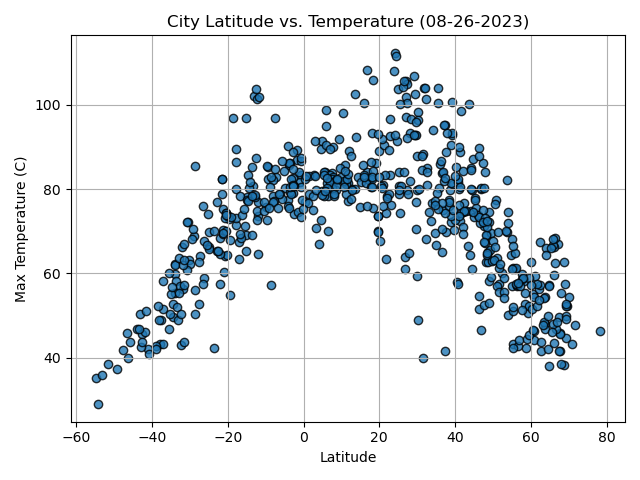 City Latitude vs. Temperature (08-26-2023)
Max Temperature (C)
100
80
60
40
−60 −40 −20 0 20 40 60 80
Latitude